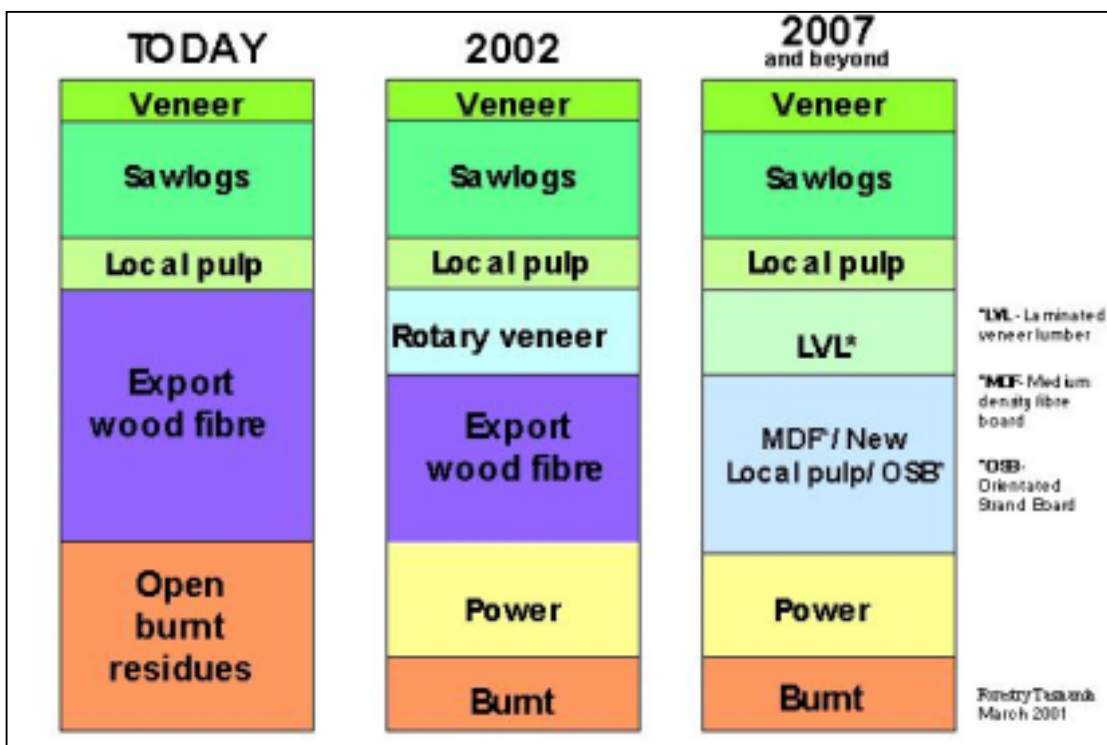 TODAY
Veneer
Sawlogs
Local pulp
Export
wood fibre
Open
burnt
residues
2002
Veneer
Sawlogs
Local pulp
Rotary veneer
Export
wood fibre
Power
Burnt
2007
and beyond
Veneer
Sawlogs
Local pulp
LVL*
MDF*/ New
Local pulp/ OSB*
Power
Burnt
*LVL - Laminated
veneer lumber
*MDF- Medium
density fibre
board
*OSB-
Orientated
Strand Board
Forestry Tasmania
March 2001